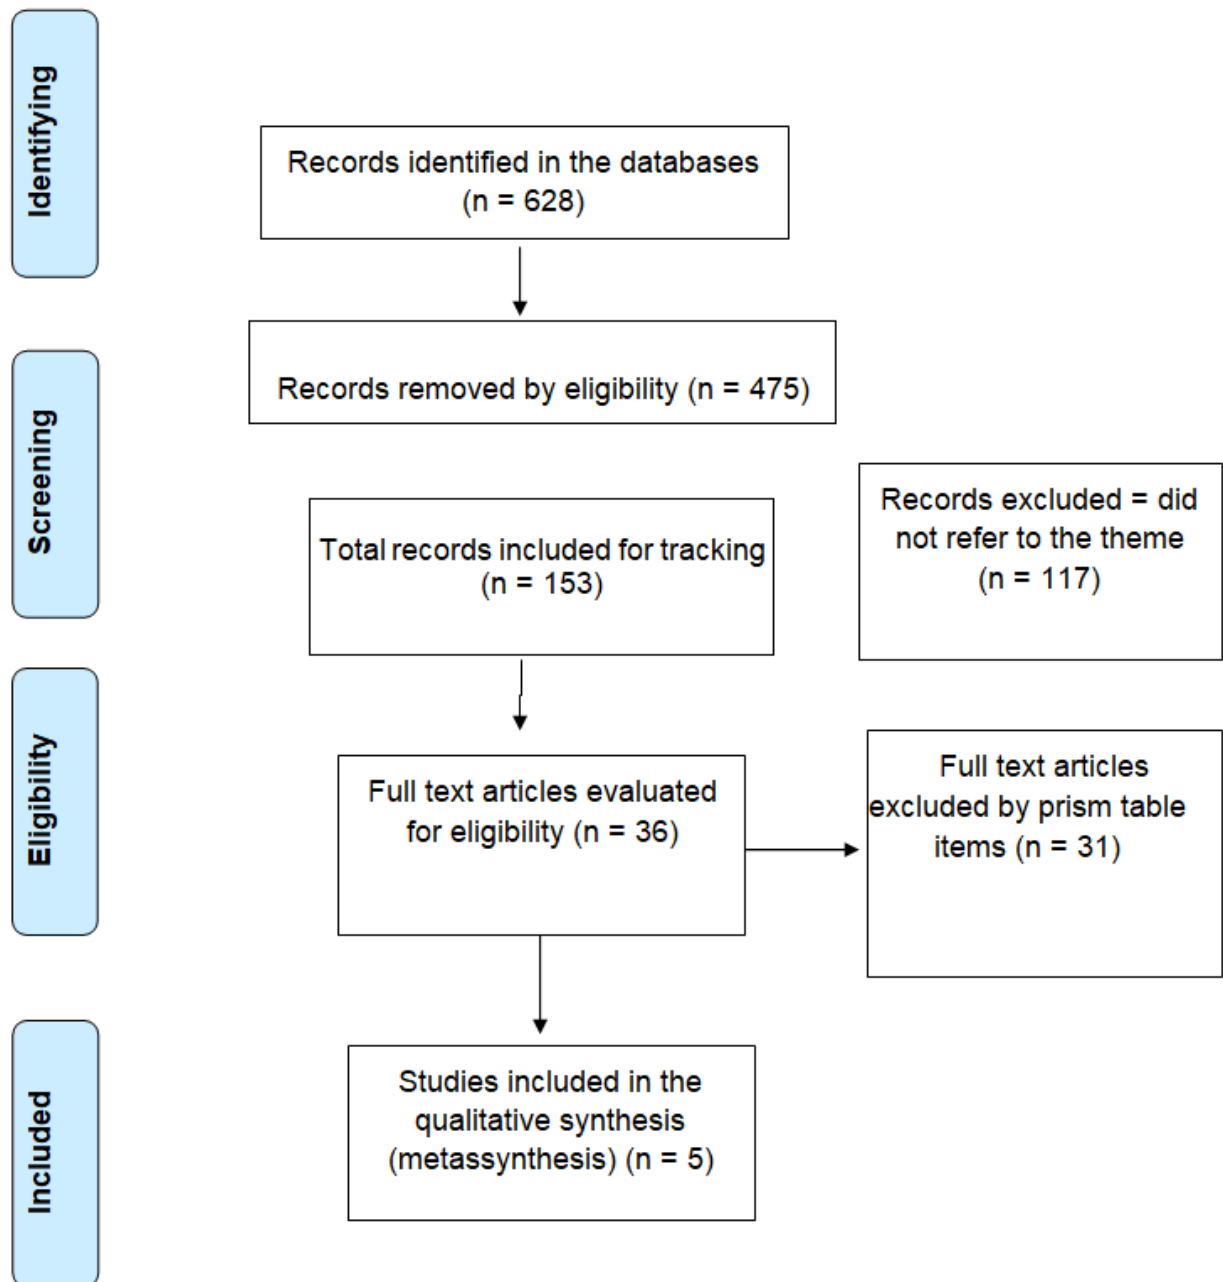 Identifying
Records identified in the databases
(n = 628)
Records removed by eligibility (n = 475)
Screening
Total records included for tracking
(n = 153)
Records excluded = did
not refer to the theme
(n = 117)
Eligibility
Full text articles evaluated
for eligibility (n = 36)
Full text articles
excluded by prism table
items (n = 31)
Included
Studies included in the
qualitative synthesis
(metassynthesis) (n = 5)